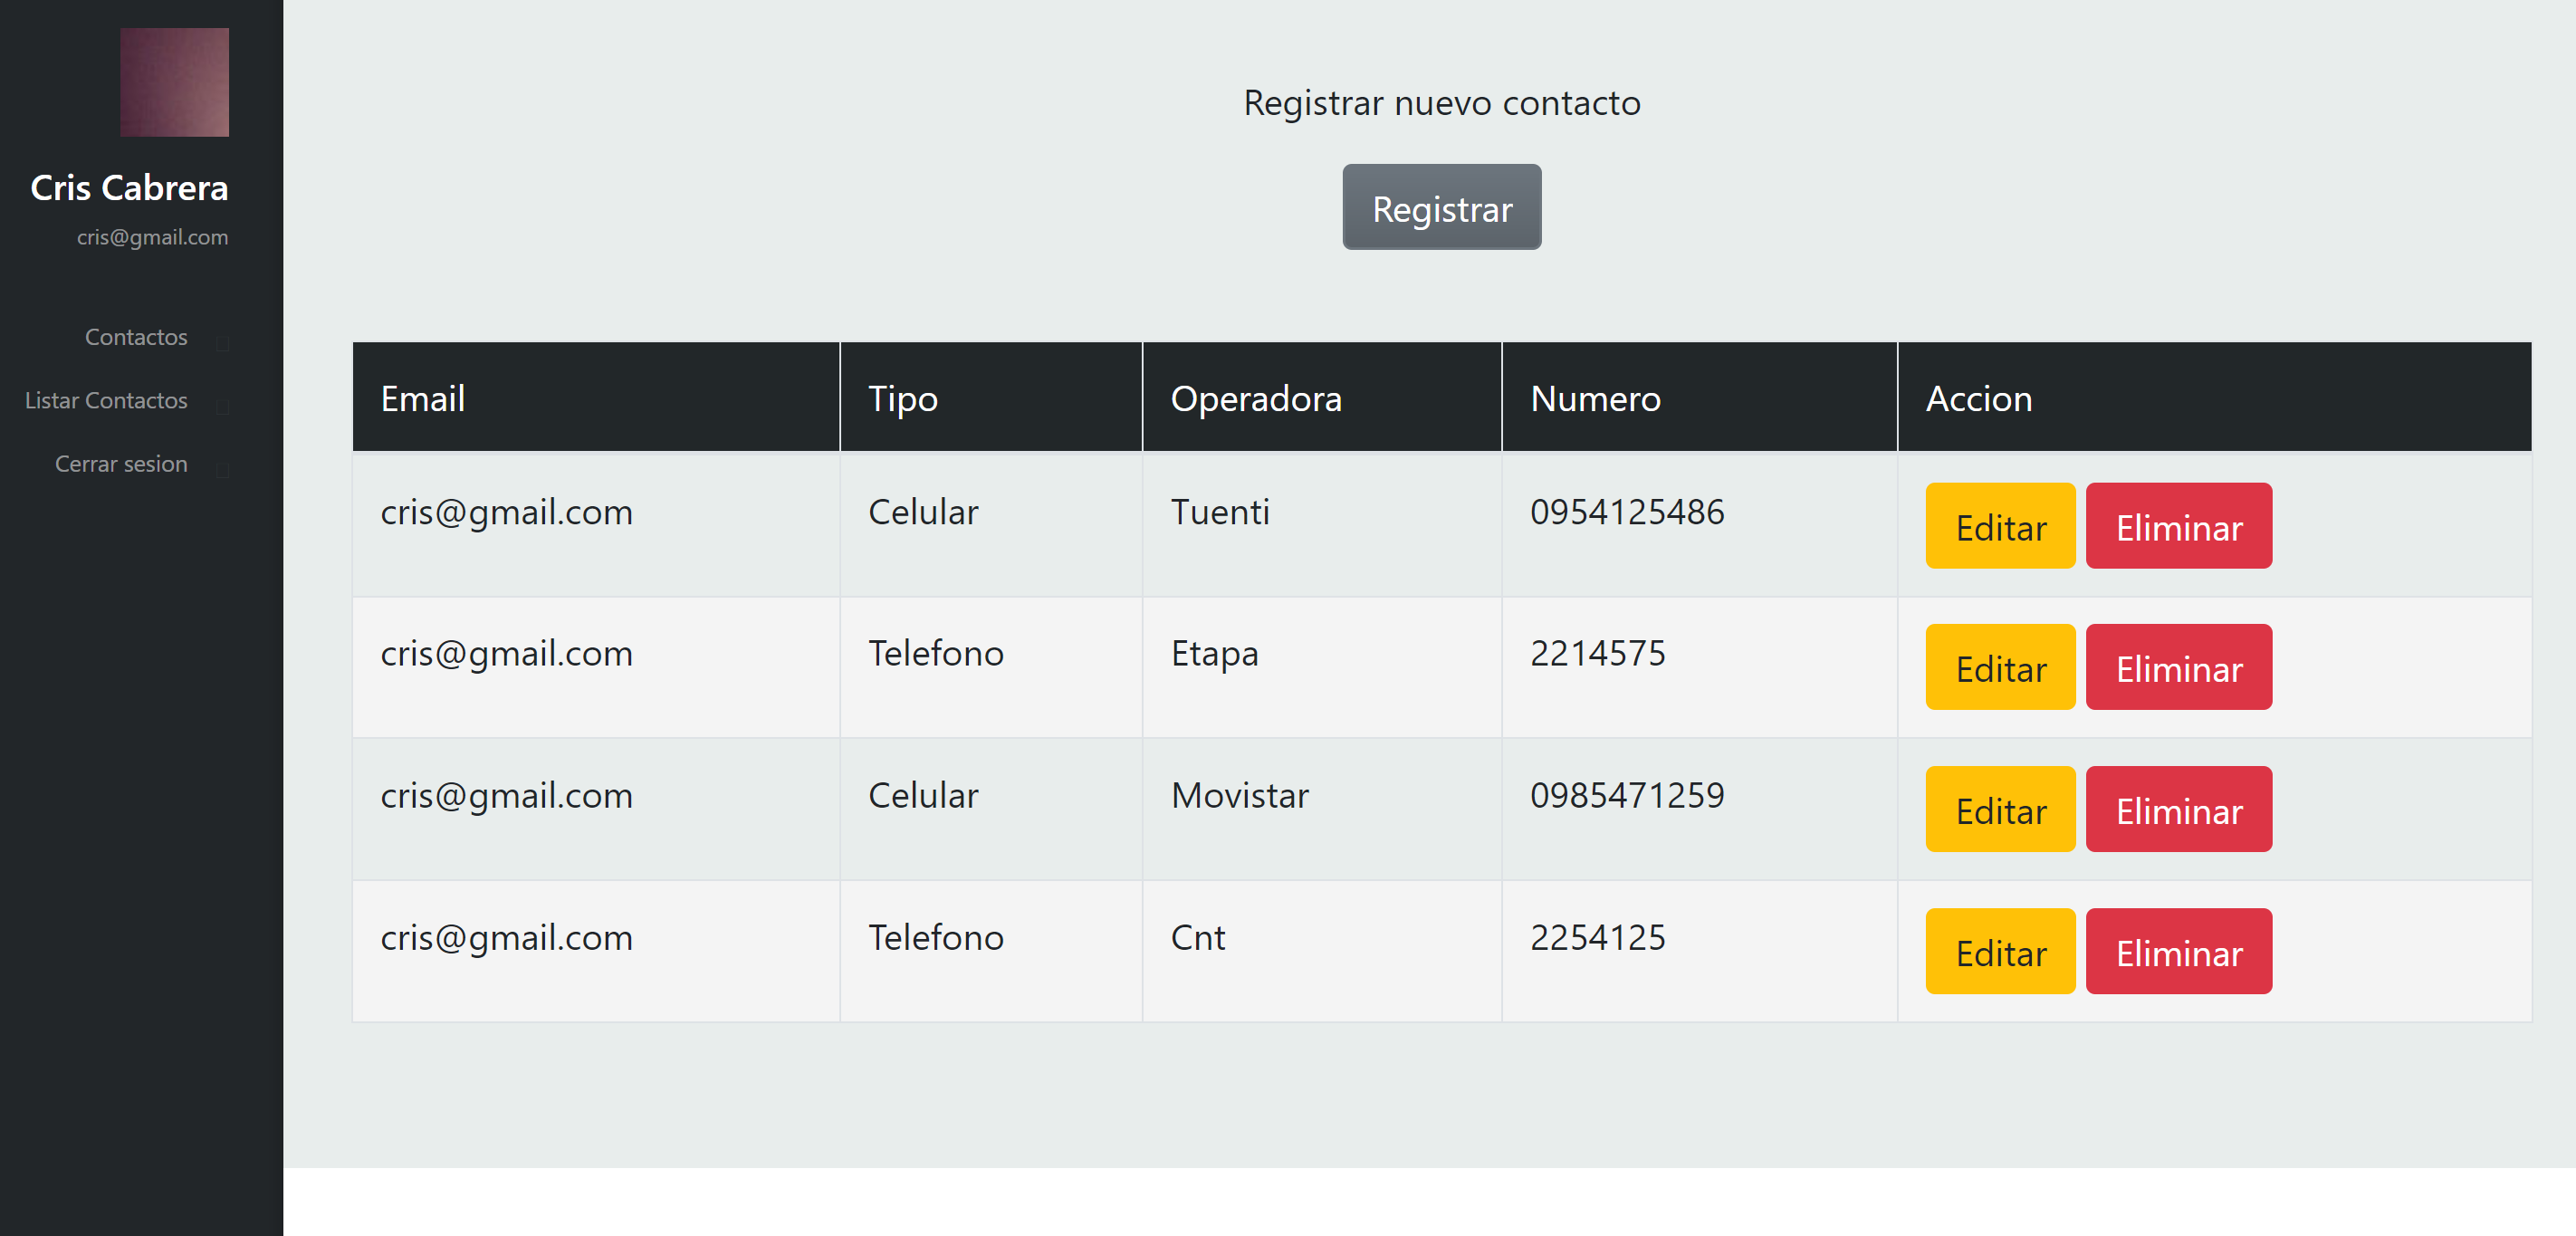 Cris Cabrera
cris@gmail.com
Contactos
Listar Contactos
Cerrar sesion
Registrar nuevo contacto
Registrar
Email Tipo Operadora Numero Accion
cris@gmail.com Celular Tuenti 0954125486 Editar Eliminar
cris@gmail.com Telefono Etapa 2214575 Editar Eliminar
cris@gmail.com Celular Movistar 0985471259 Editar Eliminar
cris@gmail.com Telefono Cnt 2254125 Editar Eliminar